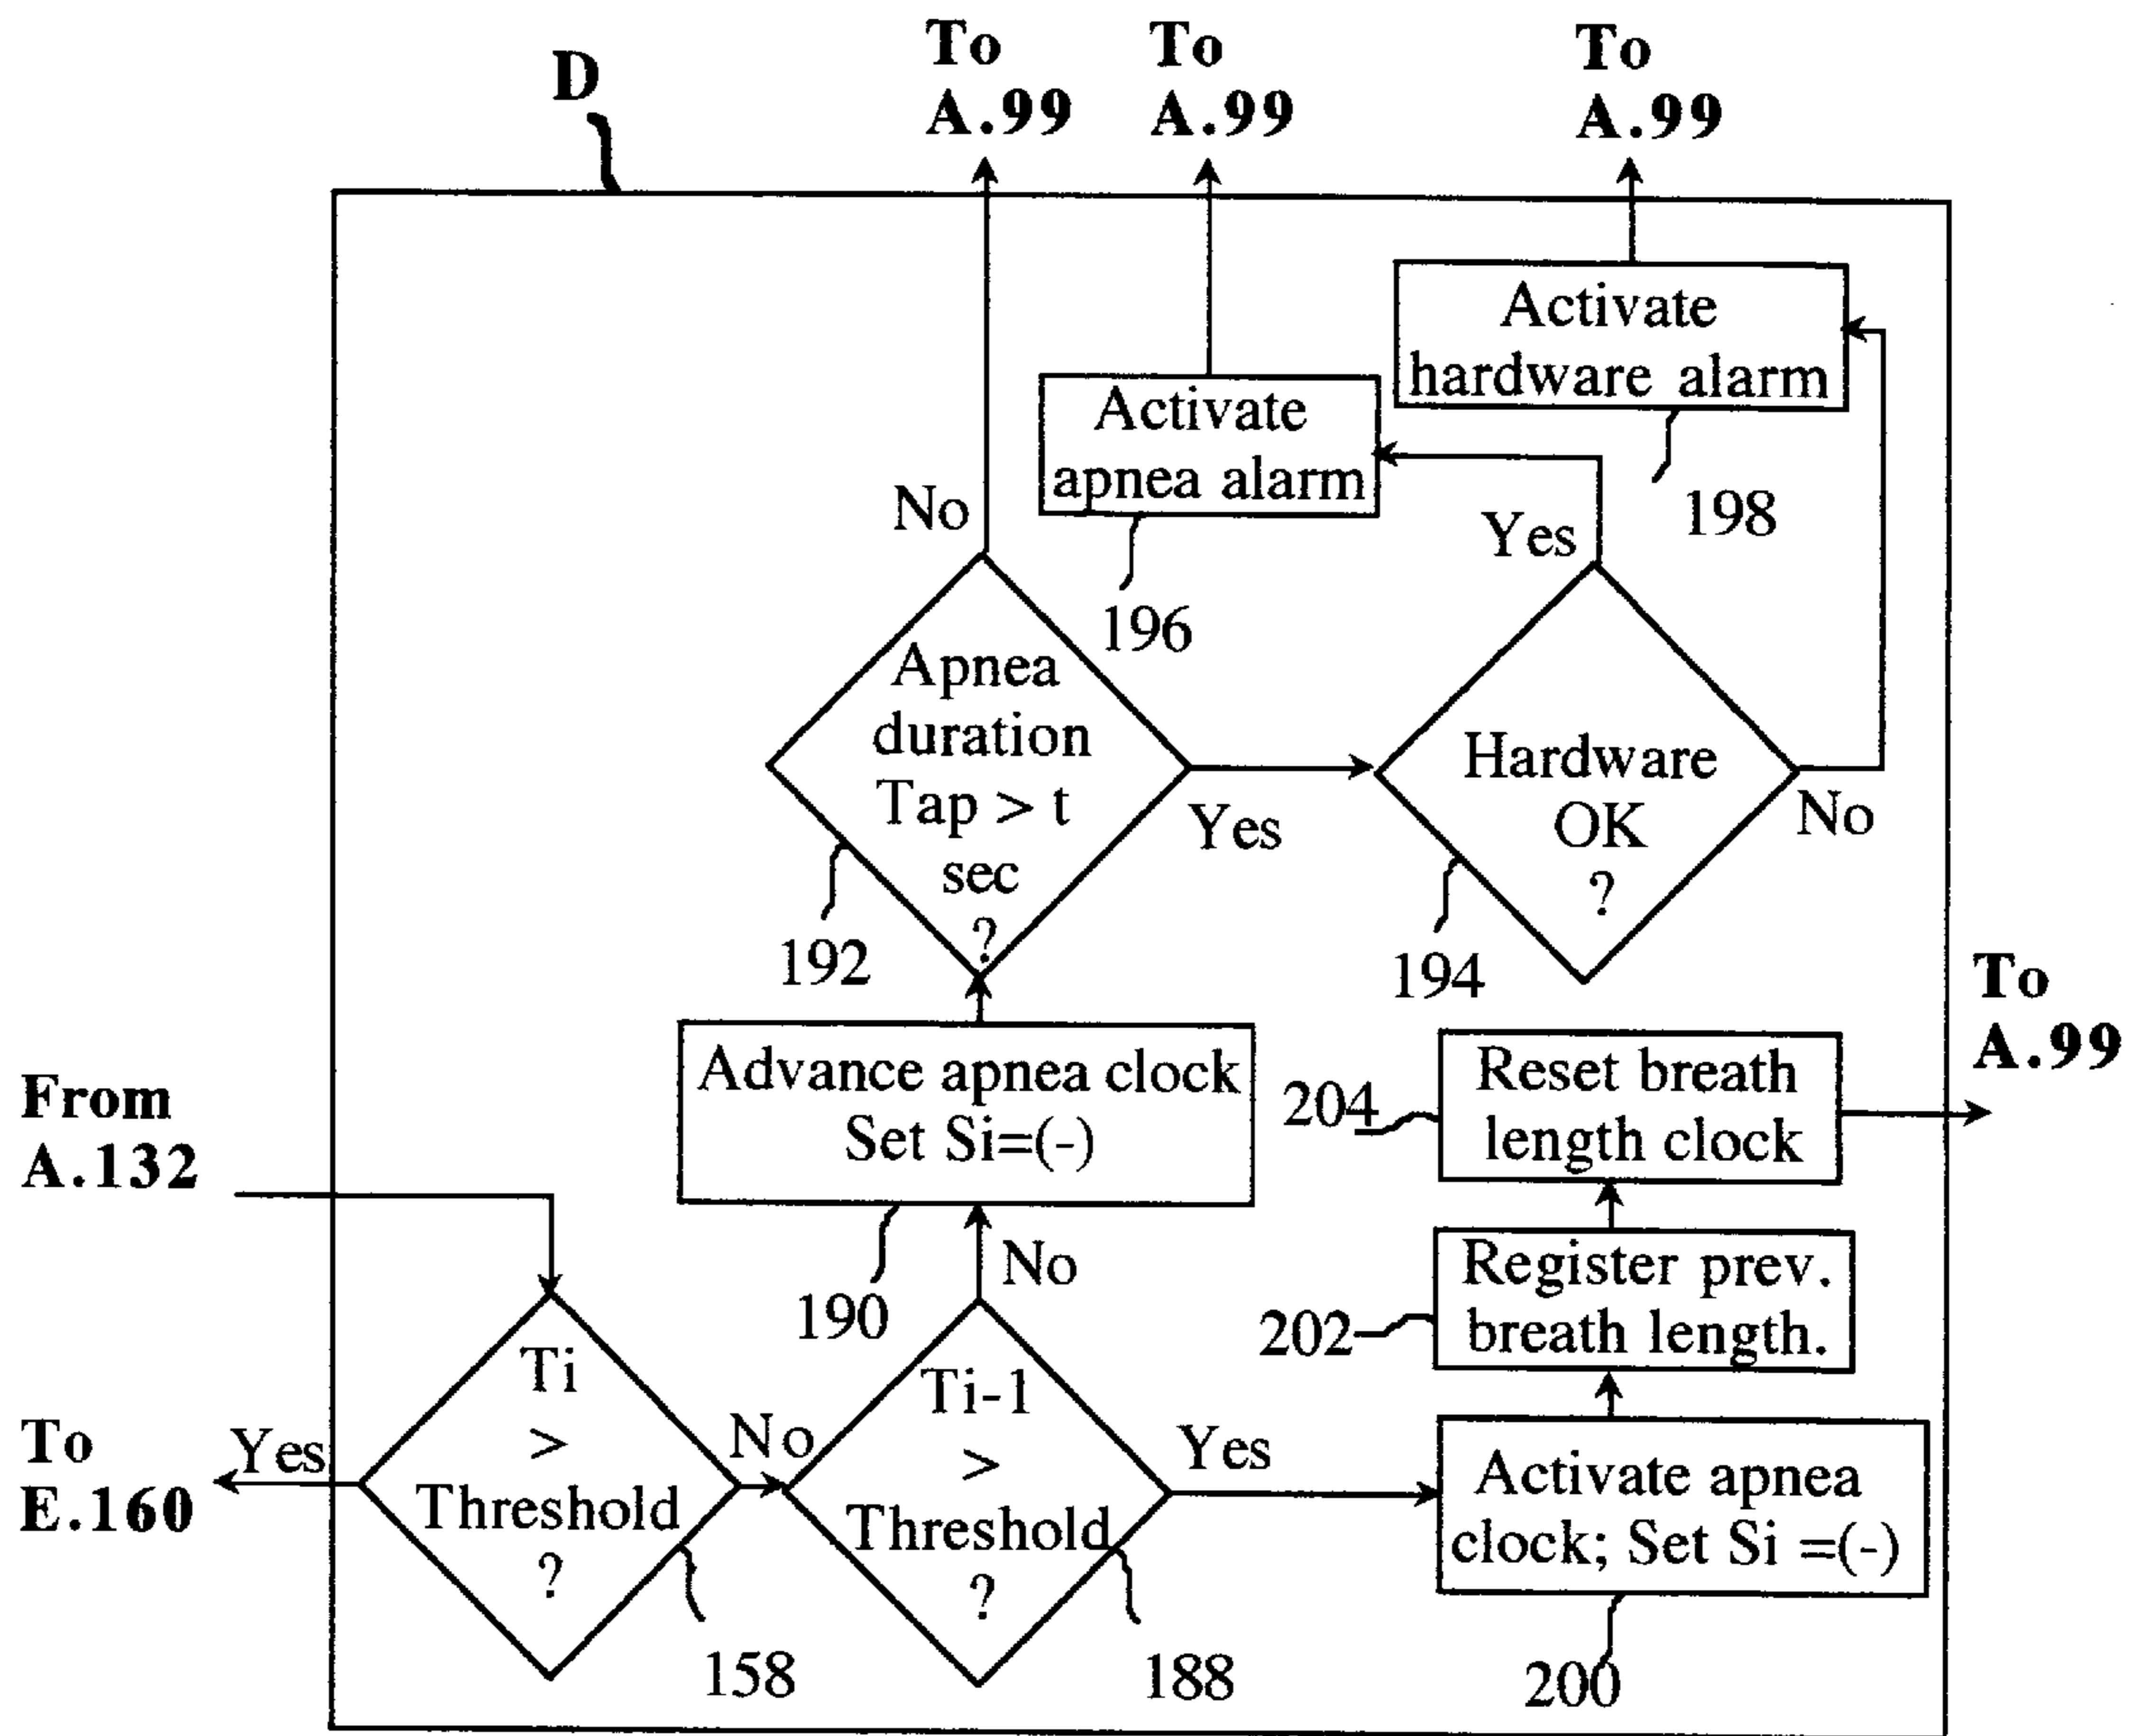 D
To
A.99
To
A.99
To
A.99
Activate
hardware alarm
198
Activate
apnea alarm
196
No
Yes
Apnea
duration
Tap > t
sec
?
192
Yes
Hardware
OK
?
194
No
To
A.99
From
A.132
Advance apnea clock
Set Si=(-)
190
204
Reset breath
length clock
No
202
Register prev.
breath length.
Ti
>
Threshold
?
158
To
E.160
Yes
No
Ti-1
>
Threshold
?
188
Yes
Activate apnea
clock; Set Si =(-)
200